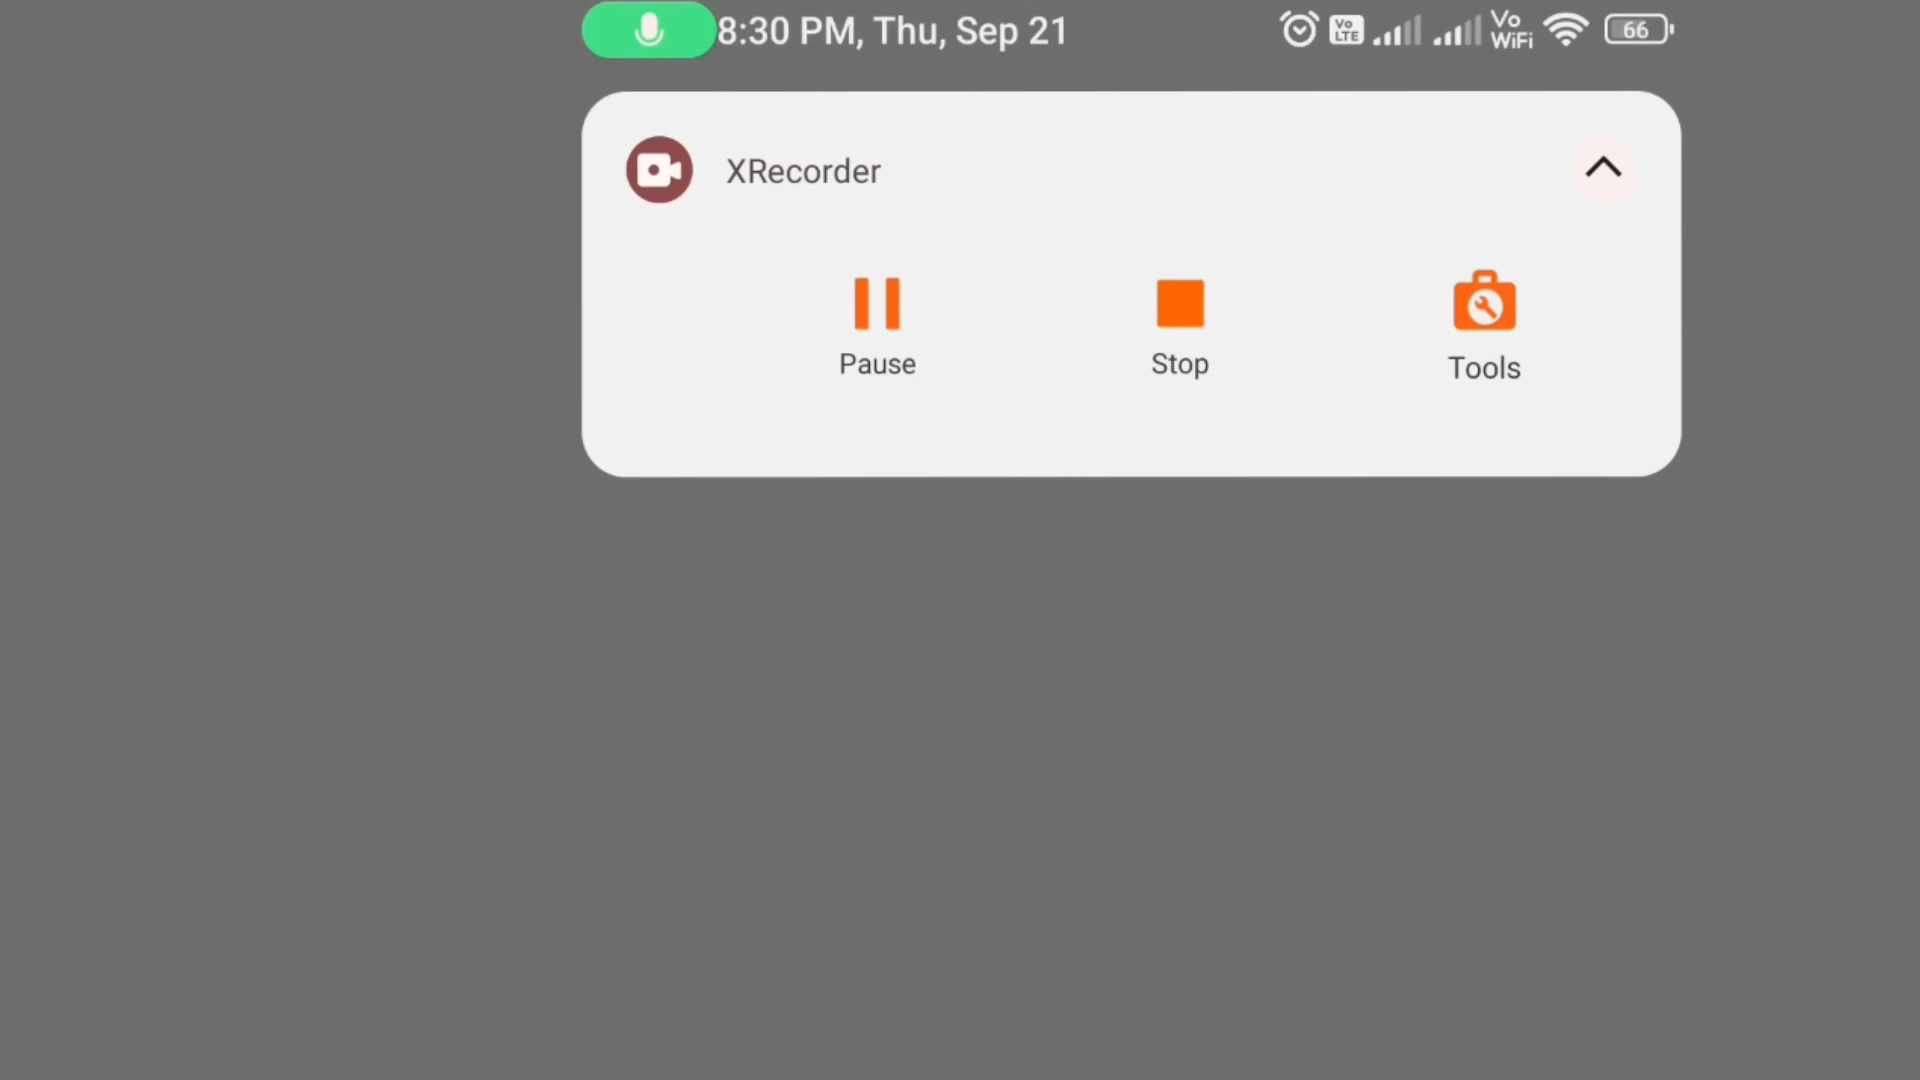 8:30 PM, Thu, Sep 21 Vo LTE Vo WiFi 66
XRecorder
Pause Stop Tools